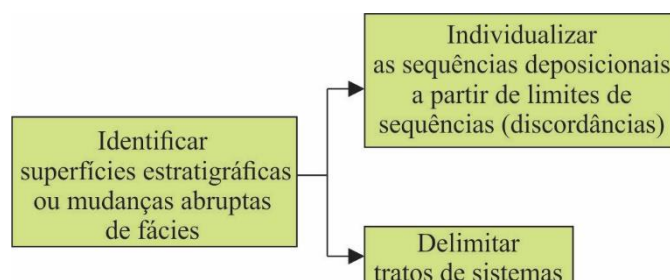 Individualizar
as sequências deposicionais
a partir de limites de
sequências (discordâncias)
Identificar
superfícies estratigráficas
ou mudanças abruptas
de fácies
Delimitar
tratos de sistemas